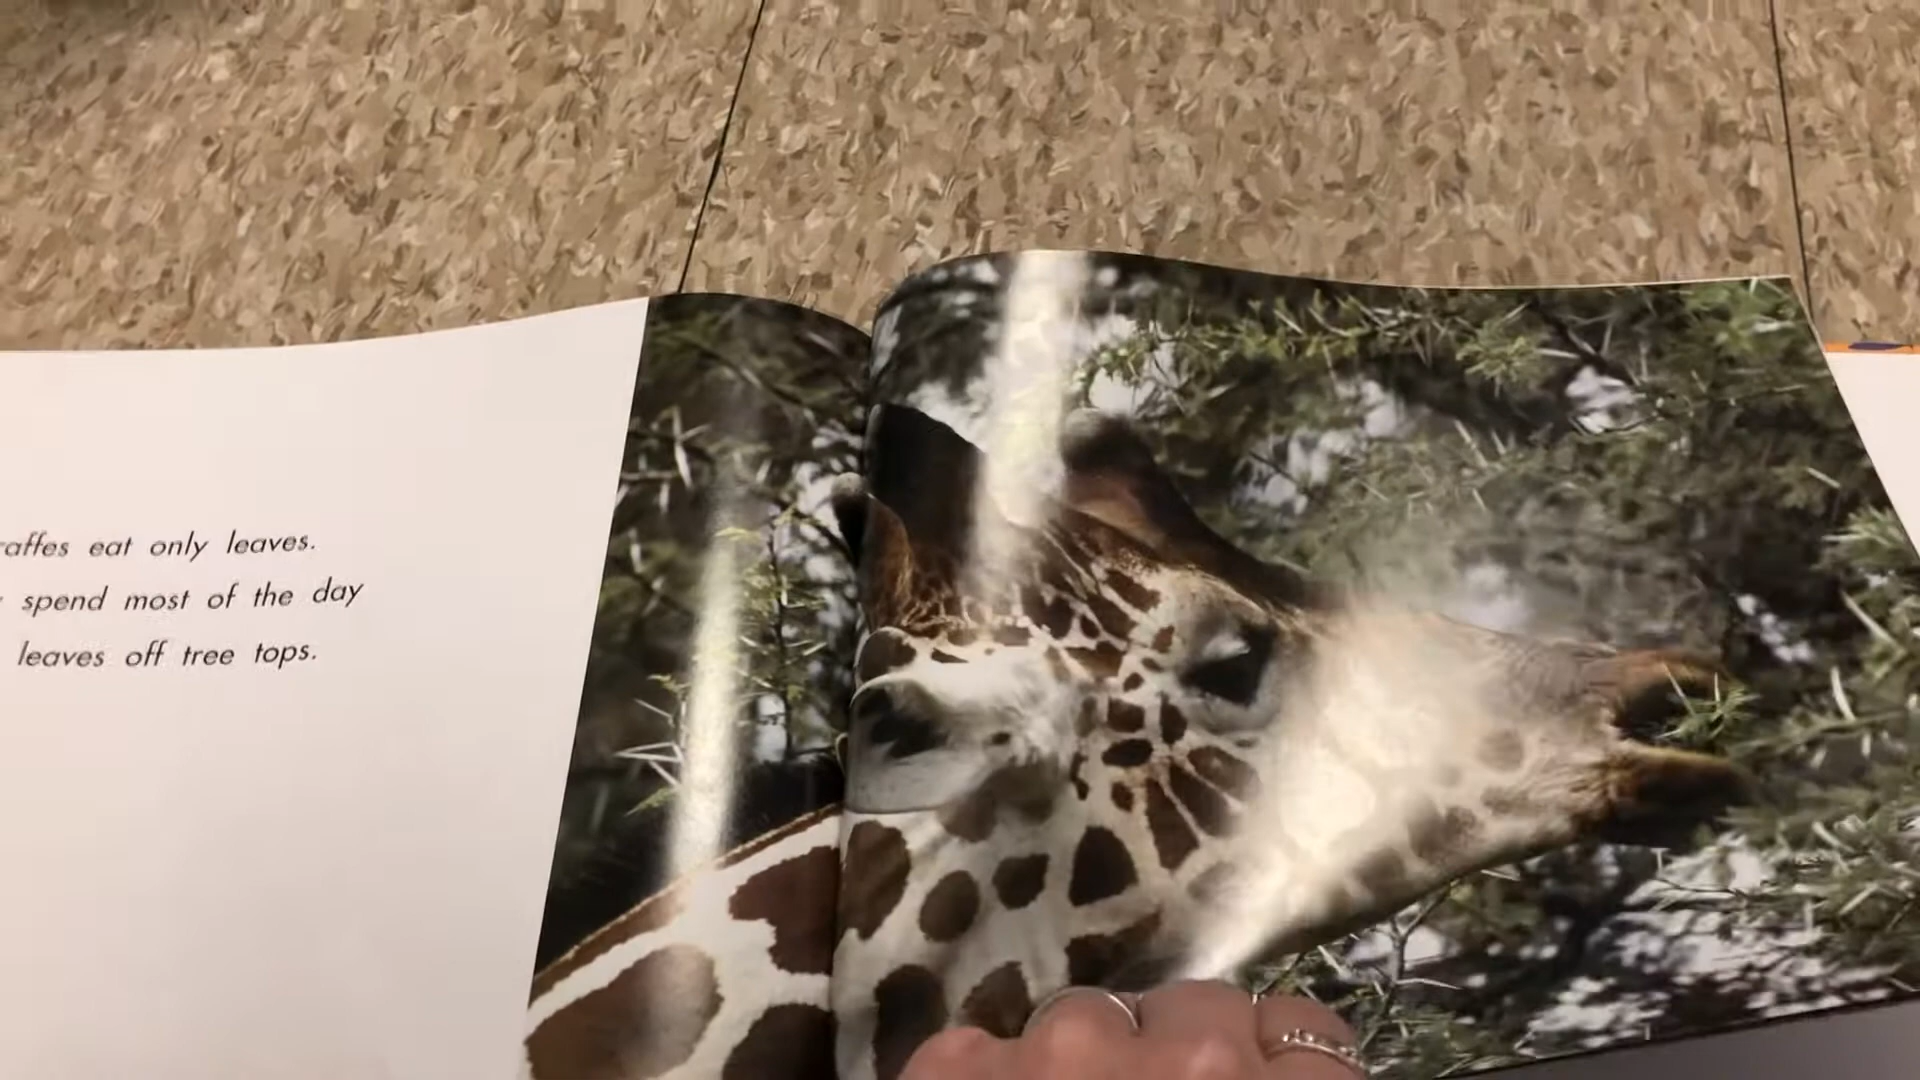 raffes eat only leaves.
spend most of the day
leaves off tree tops.